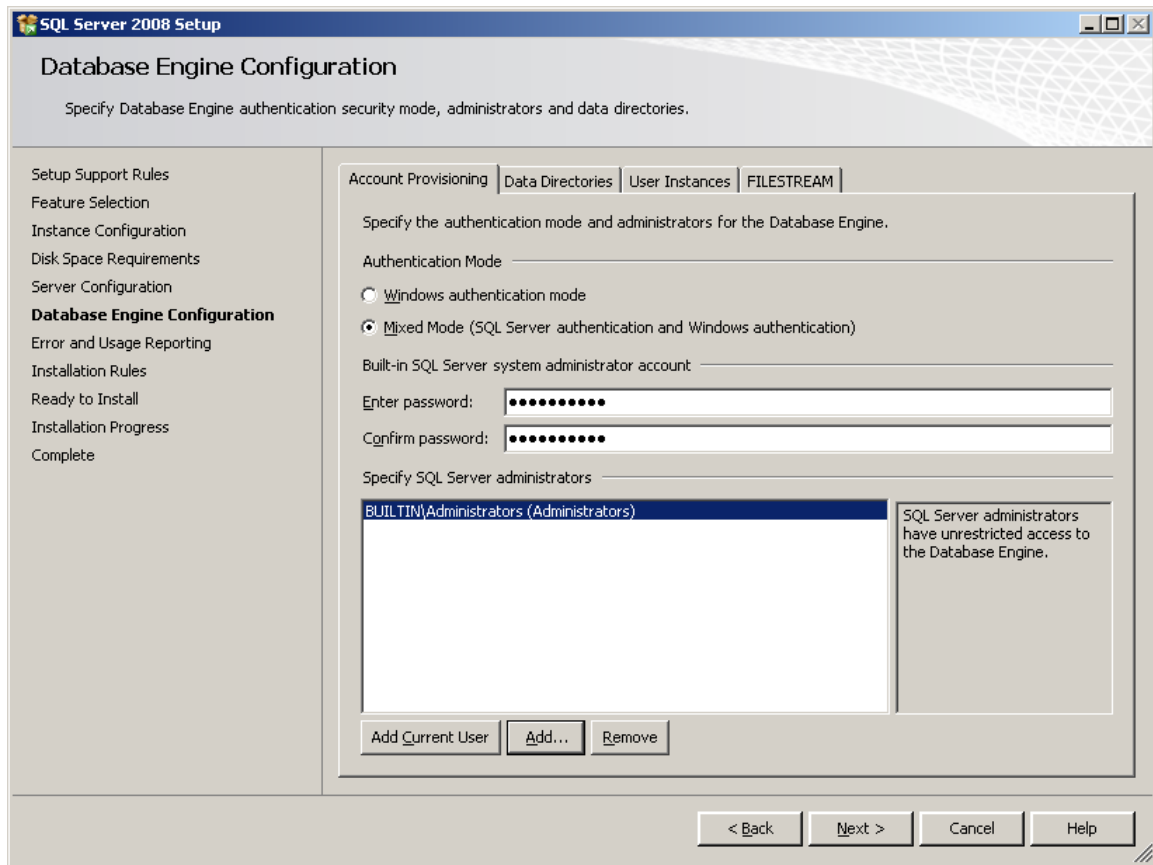 SQL Server 2008 Setup
Database Engine Configuration
Specify Database Engine authentication security mode, administrators and data directories.
Setup Support Rules
Feature Selection
Instance Configuration
Disk Space Requirements
Server Configuration
Database Engine Configuration
Error and Usage Reporting
Installation Rules
Ready to Install
Installation Progress
Complete
Account Provisioning
Data Directories
User Instances
FILESTREAM
Specify the authentication mode and administrators for the Database Engine.
Authentication Mode
Windows authentication mode
Mixed Mode (SQL Server authentication and Windows authentication)
Built-in SQL Server system administrator account
Enter password: ●●●●●●●●●●
Confirm password: ●●●●●●●●●●
Specify SQL Server administrators
BUILTIN\Administrators (Administrators)
SQL Server administrators
have unrestricted access to
the Database Engine.
Add Current User
Add...
Remove
< Back
Next >
Cancel
Help